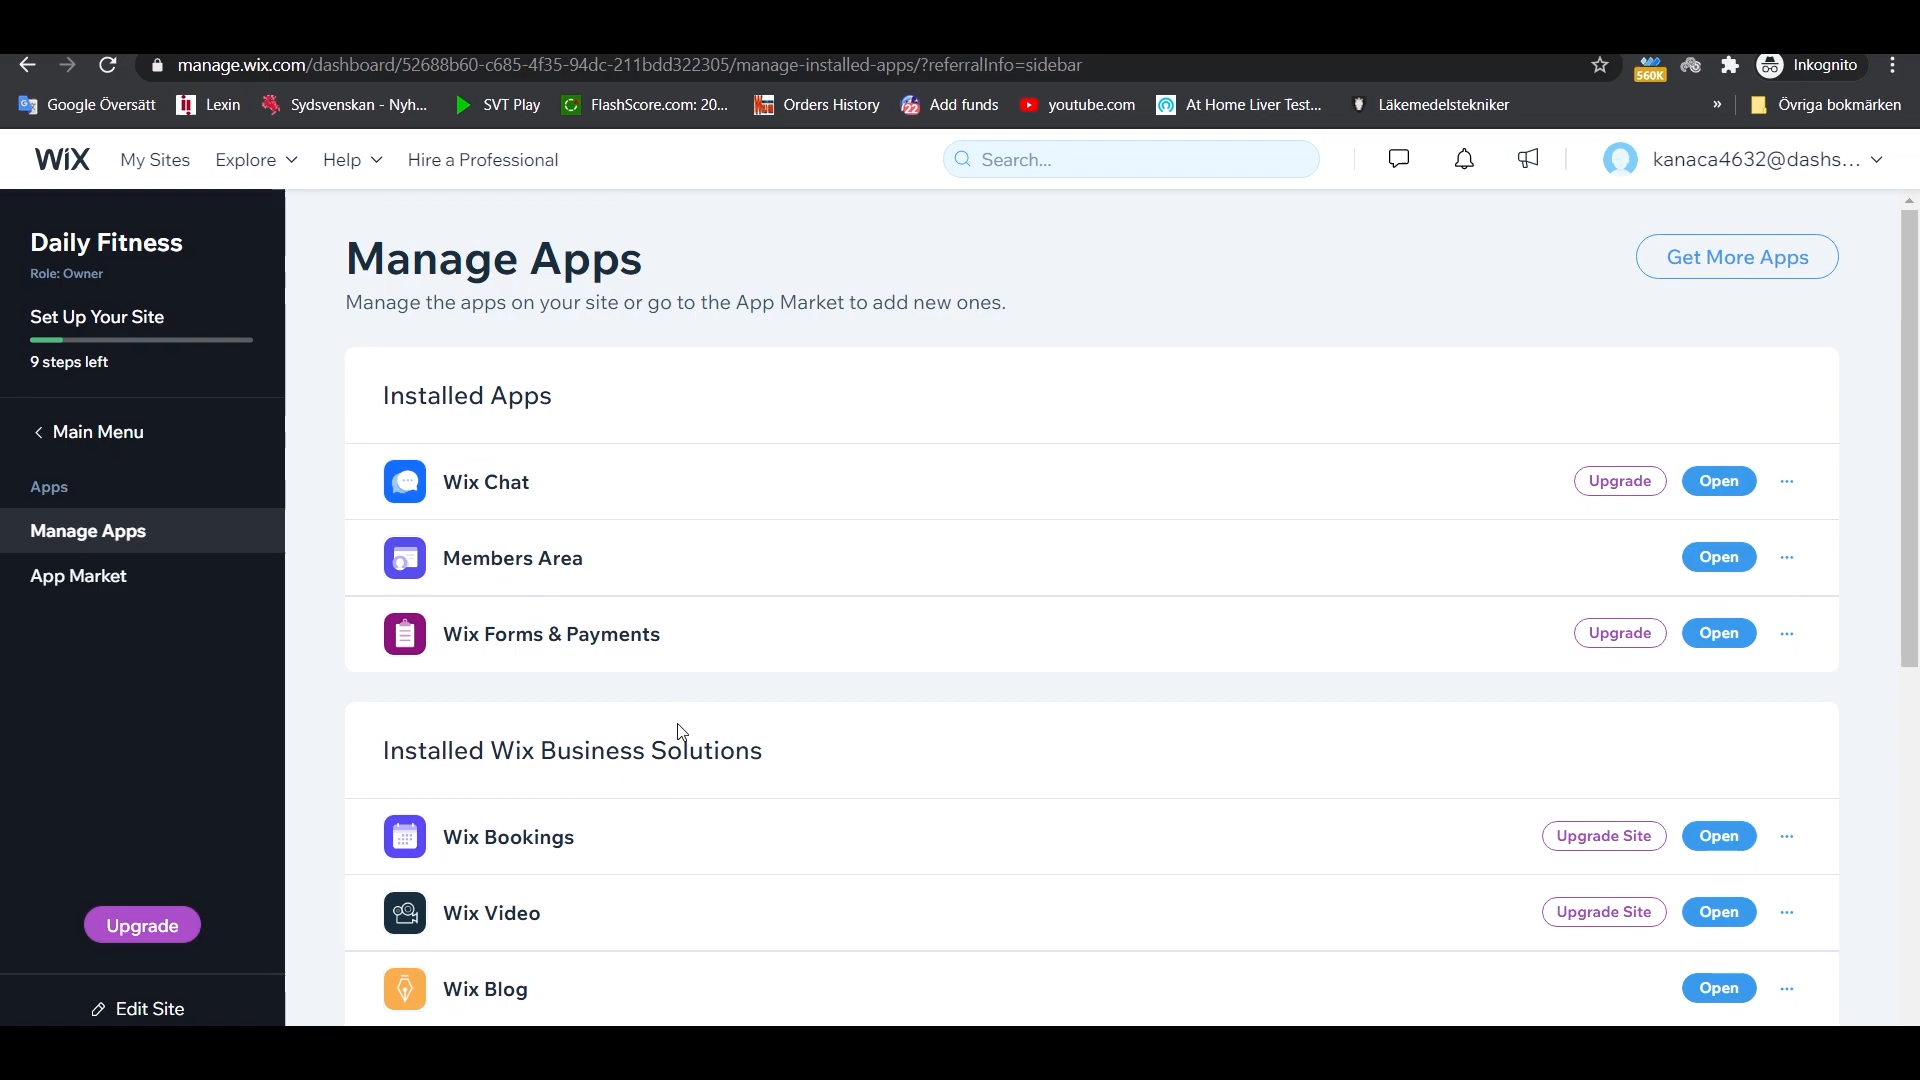 manage.wix.com/dashboard/52688b60-c685-4f35-94dc-211bdd322305/manage-installed-apps/?referralInfo=sidebar
560K
Inkognito
Google Översätt
Lexin
Sydsvenskan - Nyh...
SVT Play
FlashScore.com: 20...
Orders History
Add funds
youtube.com
At Home Liver Test...
Läkemedelstekniker
»
Övriga bokmärken
WiX
My Sites
Explore
Help
Hire a Professional
Search...
kanaca4632@dashs...
Daily Fitness
Role: Owner
Set Up Your Site
9 steps left
Main Menu
Apps
Manage Apps
App Market
Upgrade
Edit Site
Manage Apps
Get More Apps
Manage the apps on your site or go to the App Market to add new ones.
Installed Apps
Wix Chat
Upgrade
Open
Members Area
Open
Wix Forms & Payments
Upgrade
Open
Installed Wix Business Solutions
Wix Bookings
Upgrade Site
Open
Wix Video
Upgrade Site
Open
Wix Blog
Open